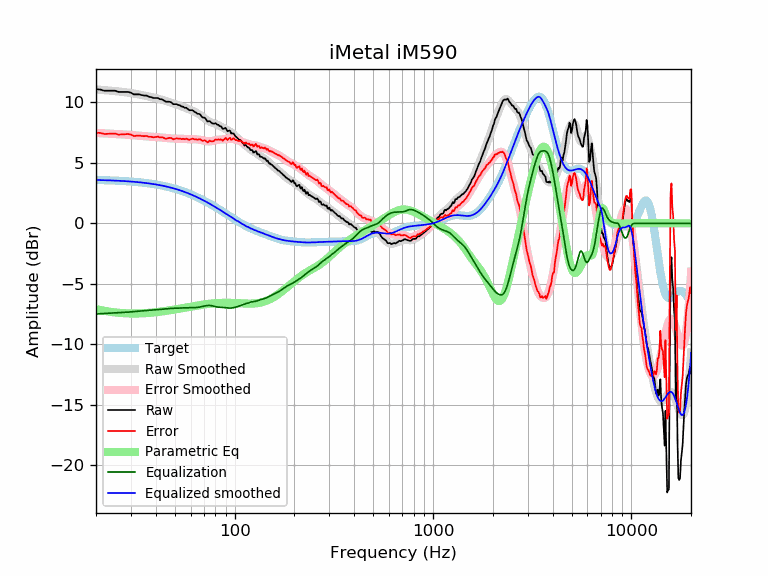 iMetal iM590
Amplitude (dBr)
10
5
0
−5
−10
−15
−20
Target
Raw Smoothed
Error Smoothed
Raw
Error
Parametric Eq
Equalization
Equalized smoothed
100
1000
10000
Frequency (Hz)